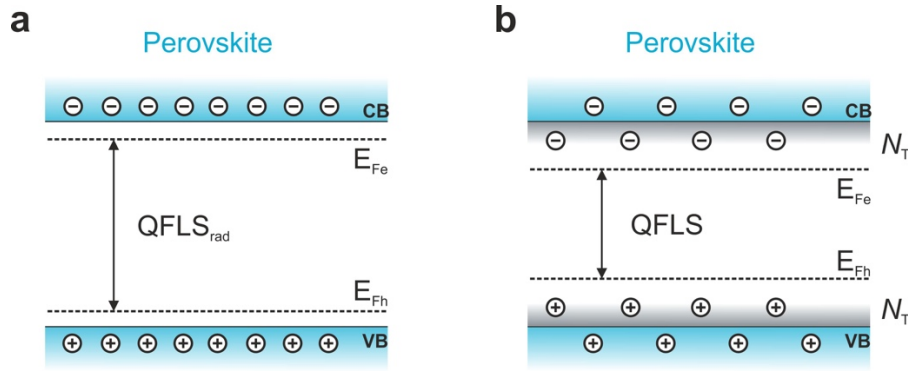 a
Perovskite
CB
E_Fe
QFLS_rad
E_Fh
VB
b
Perovskite
CB
N_T
E_Fe
QFLS
E_Fh
N_T
VB